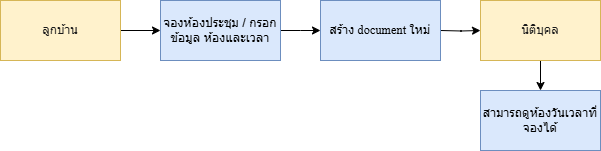 ลูกบ้าน
จองห้องประชุม / กรอก
ข้อมูล ห้องและเวลา
สร้าง document ใหม่
นิติบุคล
สามารถดูห้องวันเวลาที่
จองได้